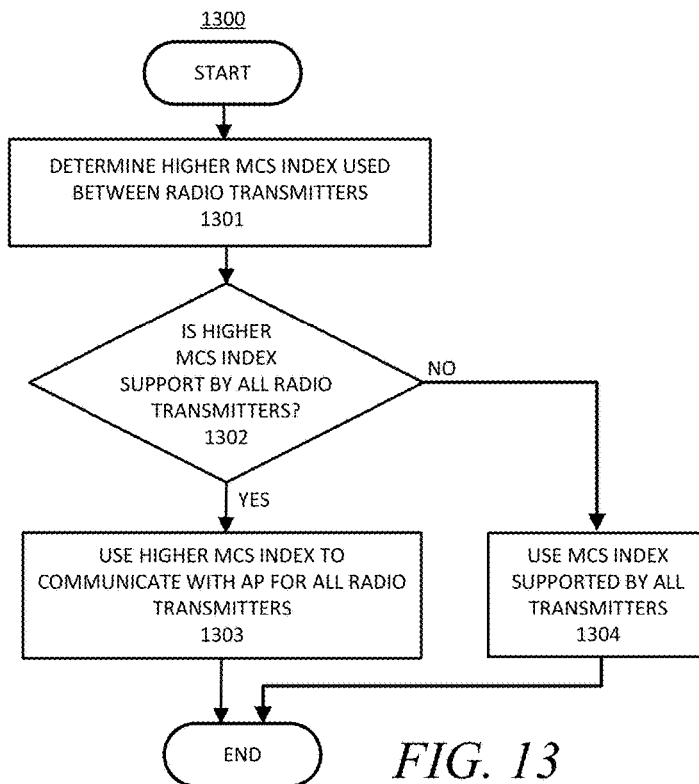 1300
START
DETERMINE HIGHER MCS INDEX USED
BETWEEN RADIO TRANSMITTERS
1301
IS HIGHER
MCS INDEX
SUPPORT BY ALL RADIO
TRANSMITTERS?
1302
NO
YES
USE HIGHER MCS INDEX TO
COMMUNICATE WITH AP FOR ALL RADIO
TRANSMITTERS
1303
USE MCS INDEX
SUPPORTED BY ALL
TRANSMITTERS
1304
END
FIG. 13